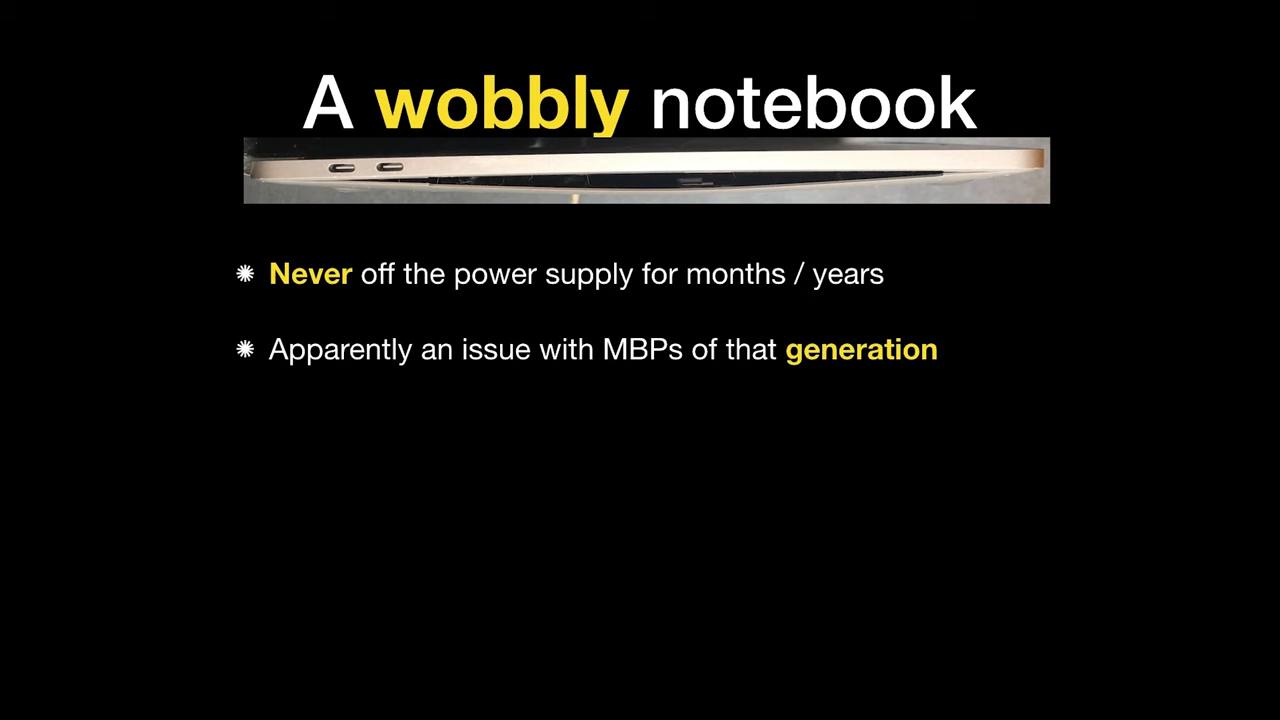 A wobbly notebook
Never off the power supply for months / years
Apparently an issue with MBPs of that generation